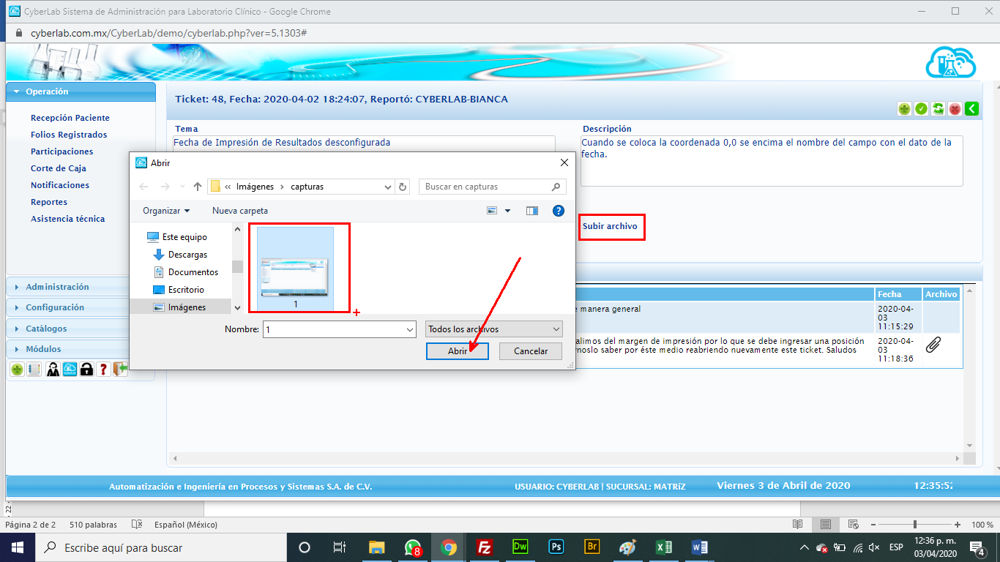 CyberLab Sistema de Administración para Laboratorio Clínico - Google Chrome
cyberlab.com.mx/CyberLab/demo/cyberlab.php?ver=5.1303#
Operación
Recepción Paciente
Folios Registrados
Participaciones
Corte de Caja
Notificaciones
Reportes
Asistencia técnica
Administración
Configuración
Catálogos
Módulos
Ticket: 48, Fecha: 2020-04-02 18:24:07, Reportó: CYBERLAB-BIANCA
Tema
Fecha de Impresión de Resultados desconfigurada
Descripción
Cuando se coloca la coordenada 0,0 se encima el nombre del campo con el dato de la
fecha.
Subir archivo
Abrir
« Imágenes > capturas
Buscar en capturas
Organizar
Nueva carpeta
Este equipo
Descargas
Documentos
Escritorio
Imágenes
1
Nombre: 1
Todos los archivos
Abrir
Cancelar
Fecha Archivo
manera general
2020-04-
03
11:15:29
alimos del margen de impresión por lo que se debe ingresar una posición
rnoslo saber por éste medio reabriendo nuevamente este ticket. Saludos
2020-04-
03
11:18:36
CyberLab
Automatización e Ingeniería en Procesos y Sistemas S.A. de C.V.
USUARIO: CYBERLAB | SUCURSAL: MATRíZ
Viernes 3 de Abril de 2020
12:35:52
22
Página 2 de 2
510 palabras
Español (México)
100 %
Escribe aquí para buscar
8
Fz
Dw
Ps
Br
ESP
12:36 p. m.
03/04/2020
4